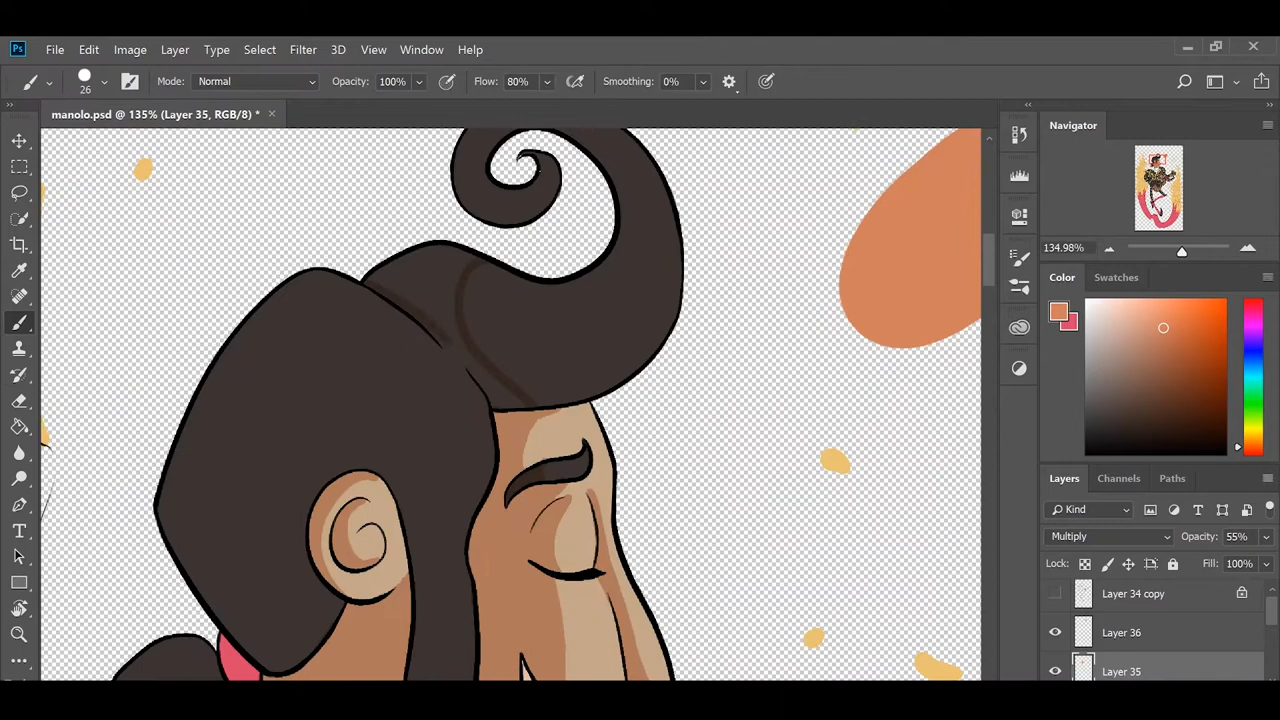 Ps File Edit Image Layer Type Select Filter 3D View Window Help
26 Mode: Normal Opacity: 100% Flow: 80% Smoothing: 0%
manolo.psd @ 135% (Layer 35, RGB/8) *
Navigator
134.98%
Color Swatches
Layers Channels Paths
Kind
Multiply Opacity: 55%
Lock: Fill: 100%
Layer 34 copy
Layer 36
Layer 35